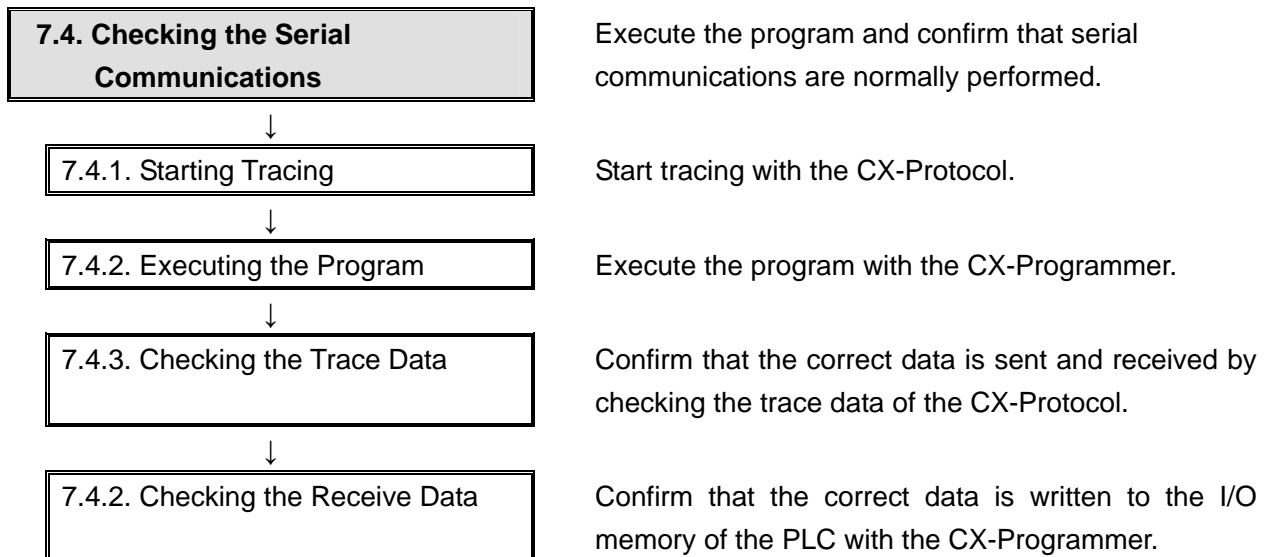 7.4. Checking the Serial
Communications
Execute the program and confirm that serial
communications are normally performed.
↓
7.4.1. Starting Tracing
Start tracing with the CX-Protocol.
↓
7.4.2. Executing the Program
Execute the program with the CX-Programmer.
↓
7.4.3. Checking the Trace Data
Confirm that the correct data is sent and received by
checking the trace data of the CX-Protocol.
↓
7.4.2. Checking the Receive Data
Confirm that the correct data is written to the I/O
memory of the PLC with the CX-Programmer.